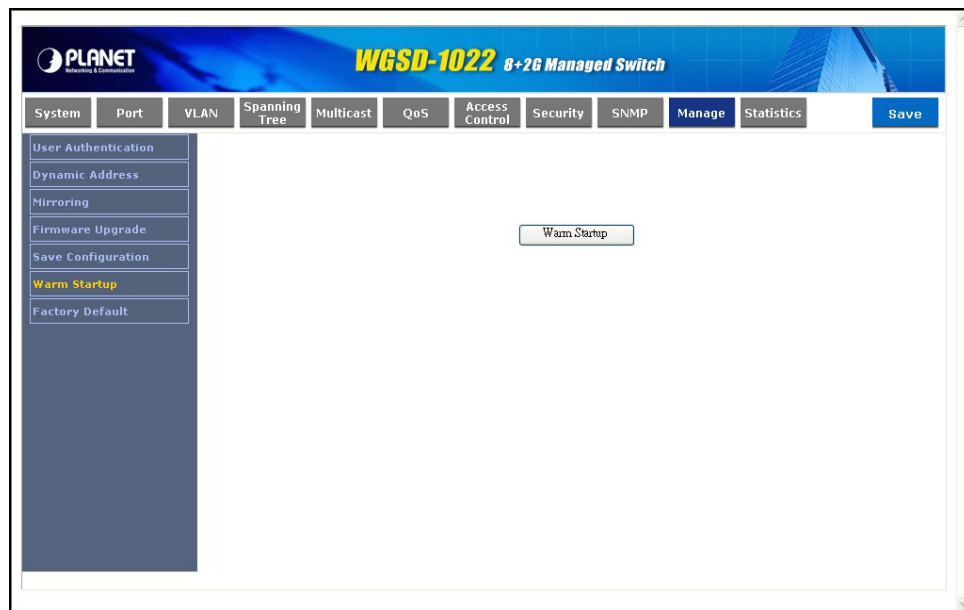 PLANET
Networking & Communication
WGSD-1022 8+2G Managed Switch
System
Port
VLAN
Spanning
Tree
Multicast
QoS
Access
Control
Security
SNMP
Manage
Statistics
Save
User Authentication
Dynamic Address
Mirroring
Firmware Upgrade
Save Configuration
Warm Startup
Factory Default
Warm Startup